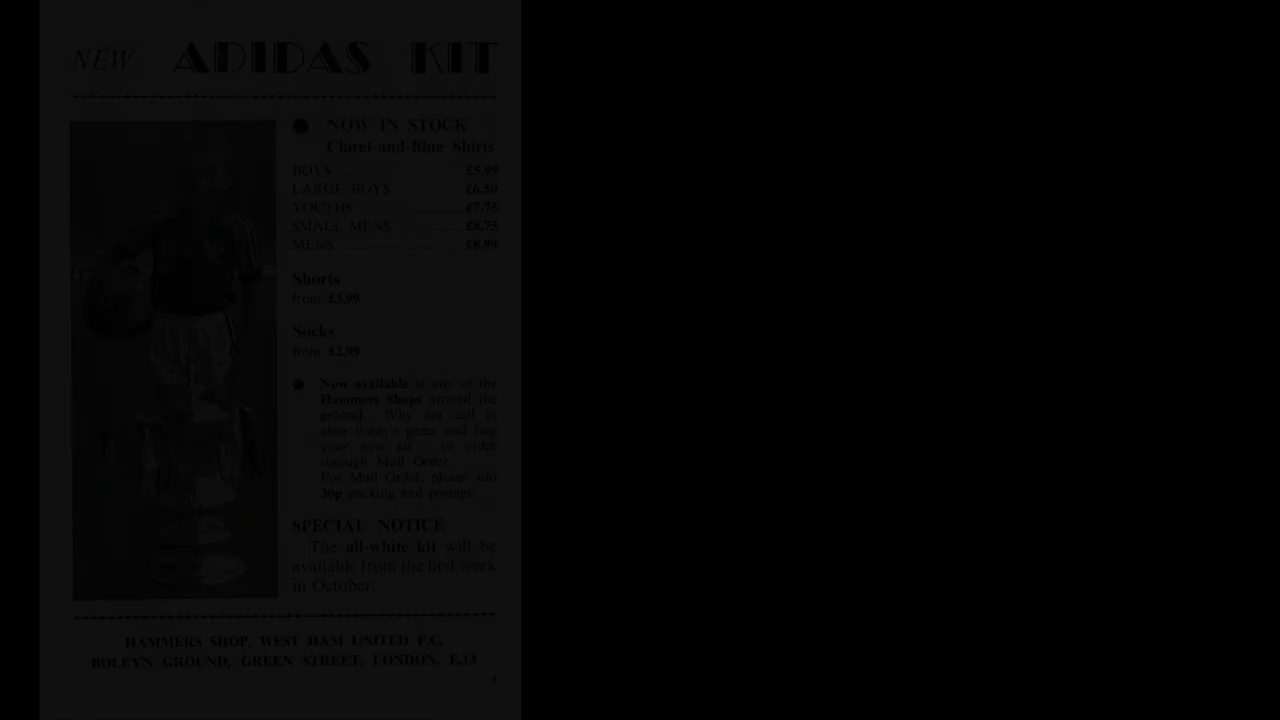 NEW ADIDAS KIT
NOW IN STOCK
Claret-and-Blue Shirts
BOYS £5.99
LARGE BOYS £6.50
YOUTHS £7.75
SMALL MENS £8.75
MENS £8.99
Shorts
from £3.99
Socks
from £2.99
Now available at any of the
Hammers Shops around the
ground. Why not call in
after today's game and buy
your new kit — or order
through Mail Order.
For Mail Order, please add
30p packing and postage.
SPECIAL NOTICE
The all-white kit will be
available from the first week
in October.
HAMMERS SHOP, WEST HAM UNITED F.C.
BOLEYN GROUND, GREEN STREET, LONDON, E.13